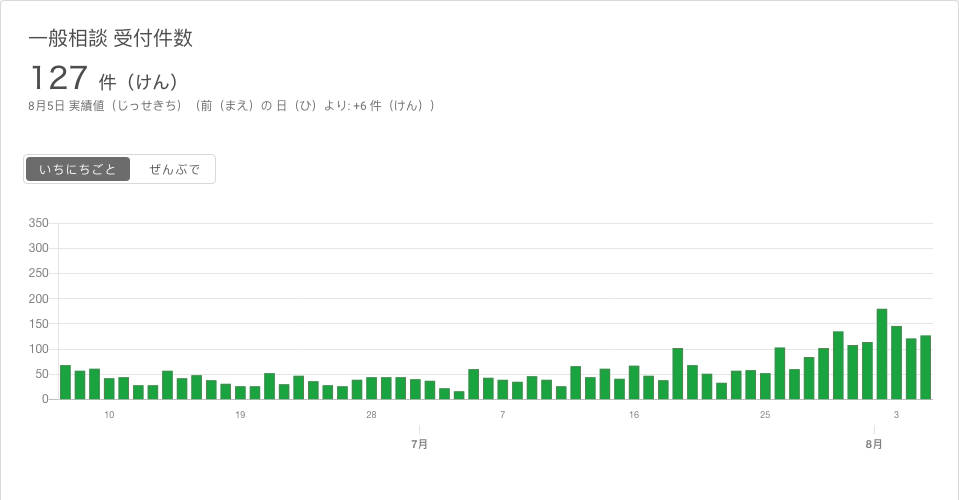 一般相談 受付件数
127 件（けん）
8月5日 実績値（じっせきち）（前（まえ）の 日（ひ）より: +6 件（けん））
いちにちごと ぜんぶで
350
300
250
200
150
100
50
0
10 19 28 7 16 25 3
7月 8月